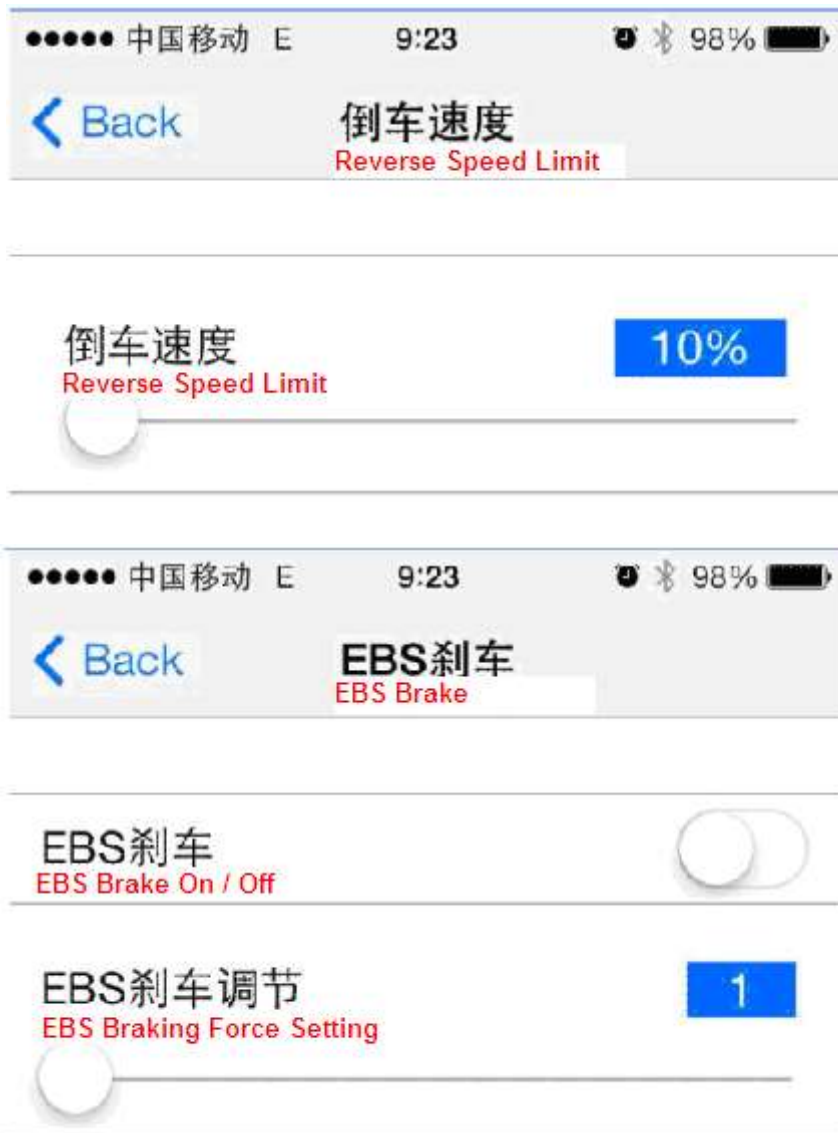 中国移动 E 9:23 98%
Back 倒车速度
Reverse Speed Limit
倒车速度 10%
Reverse Speed Limit
中国移动 E 9:23 98%
Back EBS刹车
EBS Brake
EBS刹车
EBS Brake On / Off
EBS刹车调节 1
EBS Braking Force Setting